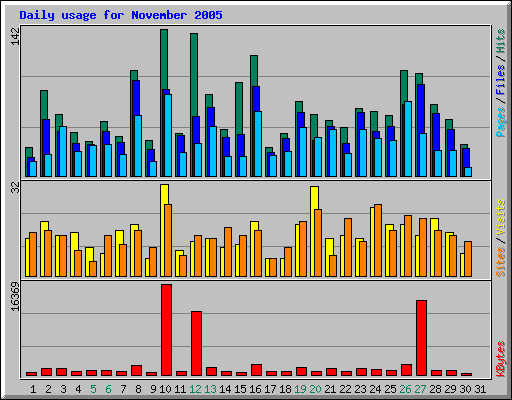 Daily usage for November 2005
142
Pages / Files / Hits
32
Sites / Visits
16369
KBytes
1 2 3 4 5 6 7 8 9 10 11 12 13 14 15 16 17 18 19 20 21 22 23 24 25 26 27 28 29 30 31